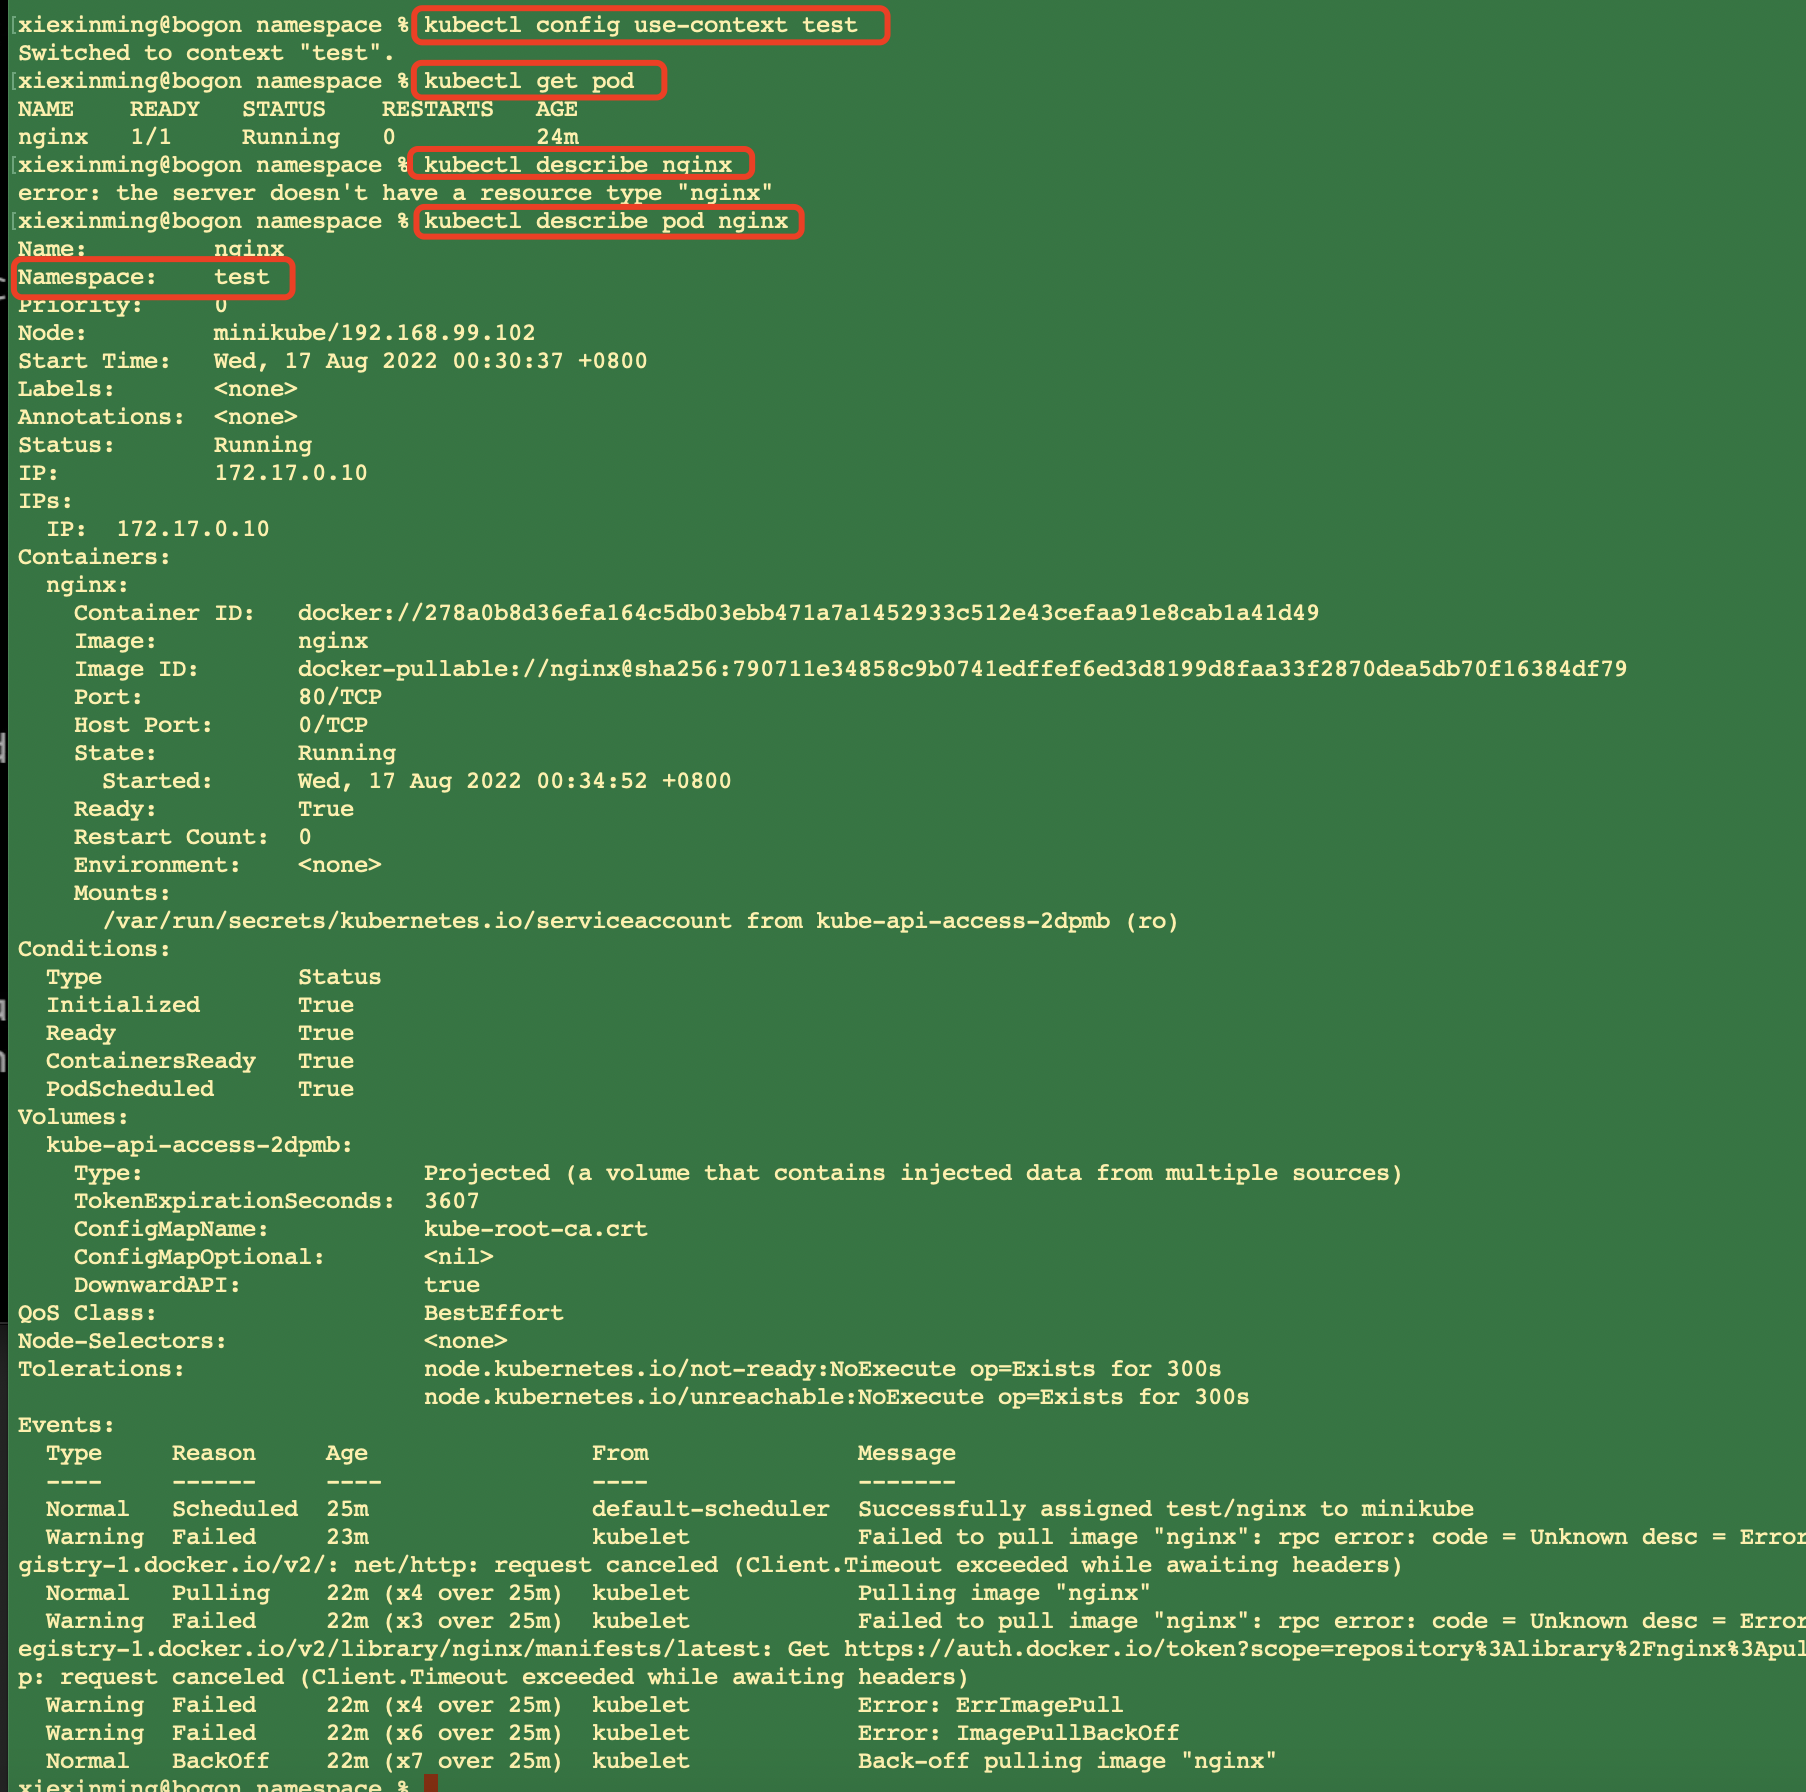 [xiexinming@bogon namespace % kubectl config use-context test
Switched to context "test".
[xiexinming@bogon namespace % kubectl get pod
NAME    READY   STATUS    RESTARTS   AGE
nginx   1/1     Running   0          24m
[xiexinming@bogon namespace % kubectl describe nginx
error: the server doesn't have a resource type "nginx"
[xiexinming@bogon namespace % kubectl describe pod nginx
Name:         nginx
Namespace:    test
Priority:     0
Node:         minikube/192.168.99.102
Start Time:   Wed, 17 Aug 2022 00:30:37 +0800
Labels:       <none>
Annotations:  <none>
Status:       Running
IP:           172.17.0.10
IPs:
  IP:  172.17.0.10
Containers:
  nginx:
    Container ID:   docker://278a0b8d36efa164c5db03ebb471a7a1452933c512e43cefaa91e8cab1a41d49
    Image:          nginx
    Image ID:       docker-pullable://nginx@sha256:790711e34858c9b0741edffef6ed3d8199d8faa33f2870dea5db70f16384df79
    Port:           80/TCP
    Host Port:      0/TCP
    State:          Running
      Started:      Wed, 17 Aug 2022 00:34:52 +0800
    Ready:          True
    Restart Count:  0
    Environment:    <none>
    Mounts:
      /var/run/secrets/kubernetes.io/serviceaccount from kube-api-access-2dpmb (ro)
Conditions:
  Type              Status
  Initialized       True
  Ready             True
  ContainersReady   True
  PodScheduled      True
Volumes:
  kube-api-access-2dpmb:
    Type:                    Projected (a volume that contains injected data from multiple sources)
    TokenExpirationSeconds:  3607
    ConfigMapName:           kube-root-ca.crt
    ConfigMapOptional:       <nil>
    DownwardAPI:             true
QoS Class:                   BestEffort
Node-Selectors:              <none>
Tolerations:                 node.kubernetes.io/not-ready:NoExecute op=Exists for 300s
                             node.kubernetes.io/unreachable:NoExecute op=Exists for 300s
Events:
  Type     Reason     Age                From               Message
  ----     ------     ----               ----               -------
  Normal   Scheduled  25m                default-scheduler  Successfully assigned test/nginx to minikube
  Warning  Failed     23m                kubelet            Failed to pull image "nginx": rpc error: code = Unknown desc = Error
gistry-1.docker.io/v2/: net/http: request canceled (Client.Timeout exceeded while awaiting headers)
  Normal   Pulling    22m (x4 over 25m)  kubelet            Pulling image "nginx"
  Warning  Failed     22m (x3 over 25m)  kubelet            Failed to pull image "nginx": rpc error: code = Unknown desc = Error
egistry-1.docker.io/v2/library/nginx/manifests/latest: Get https://auth.docker.io/token?scope=repository%3Alibrary%2Fnginx%3Apul
p: request canceled (Client.Timeout exceeded while awaiting headers)
  Warning  Failed     22m (x4 over 25m)  kubelet            Error: ErrImagePull
  Warning  Failed     22m (x6 over 25m)  kubelet            Error: ImagePullBackOff
  Normal   BackOff    22m (x7 over 25m)  kubelet            Back-off pulling image "nginx"
xiexinming@bogon namespace %